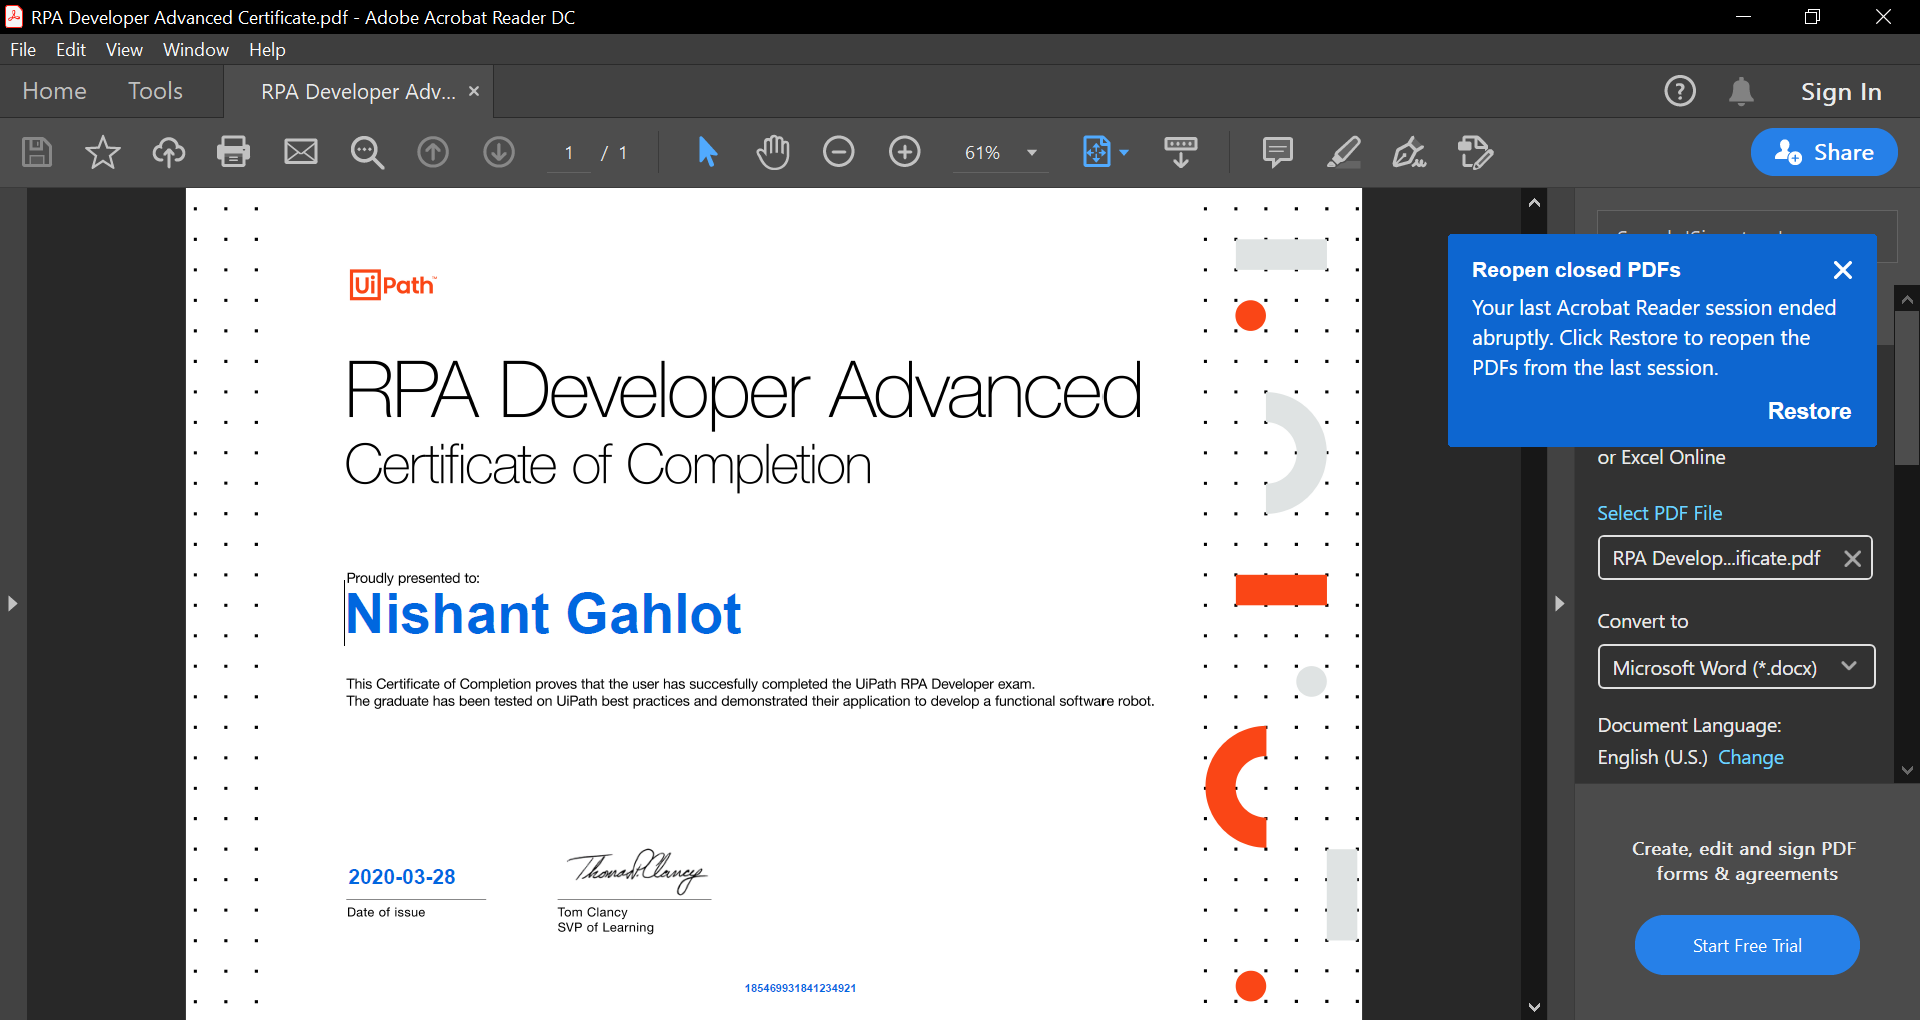 RPA Developer Advanced Certificate.pdf - Adobe Acrobat Reader DC
File Edit View Window Help
Home Tools RPA Developer Adv... Sign In
1 / 1 61% Share
UiPath™
RPA Developer Advanced
Certificate of Completion
Proudly presented to:
Nishant Gahlot
This Certificate of Completion proves that the user has succesfully completed the UiPath RPA Developer exam.
The graduate has been tested on UiPath best practices and demonstrated their application to develop a functional software robot.
2020-03-28
Date of issue
Thomas P. Clancy
Tom Clancy
SVP of Learning
185469931841234921
Reopen closed PDFs
Your last Acrobat Reader session ended
abruptly. Click Restore to reopen the
PDFs from the last session.
Restore
or Excel Online
Select PDF File
RPA Develop...ificate.pdf
Convert to
Microsoft Word (*.docx)
Document Language:
English (U.S.) Change
Create, edit and sign PDF
forms & agreements
Start Free Trial